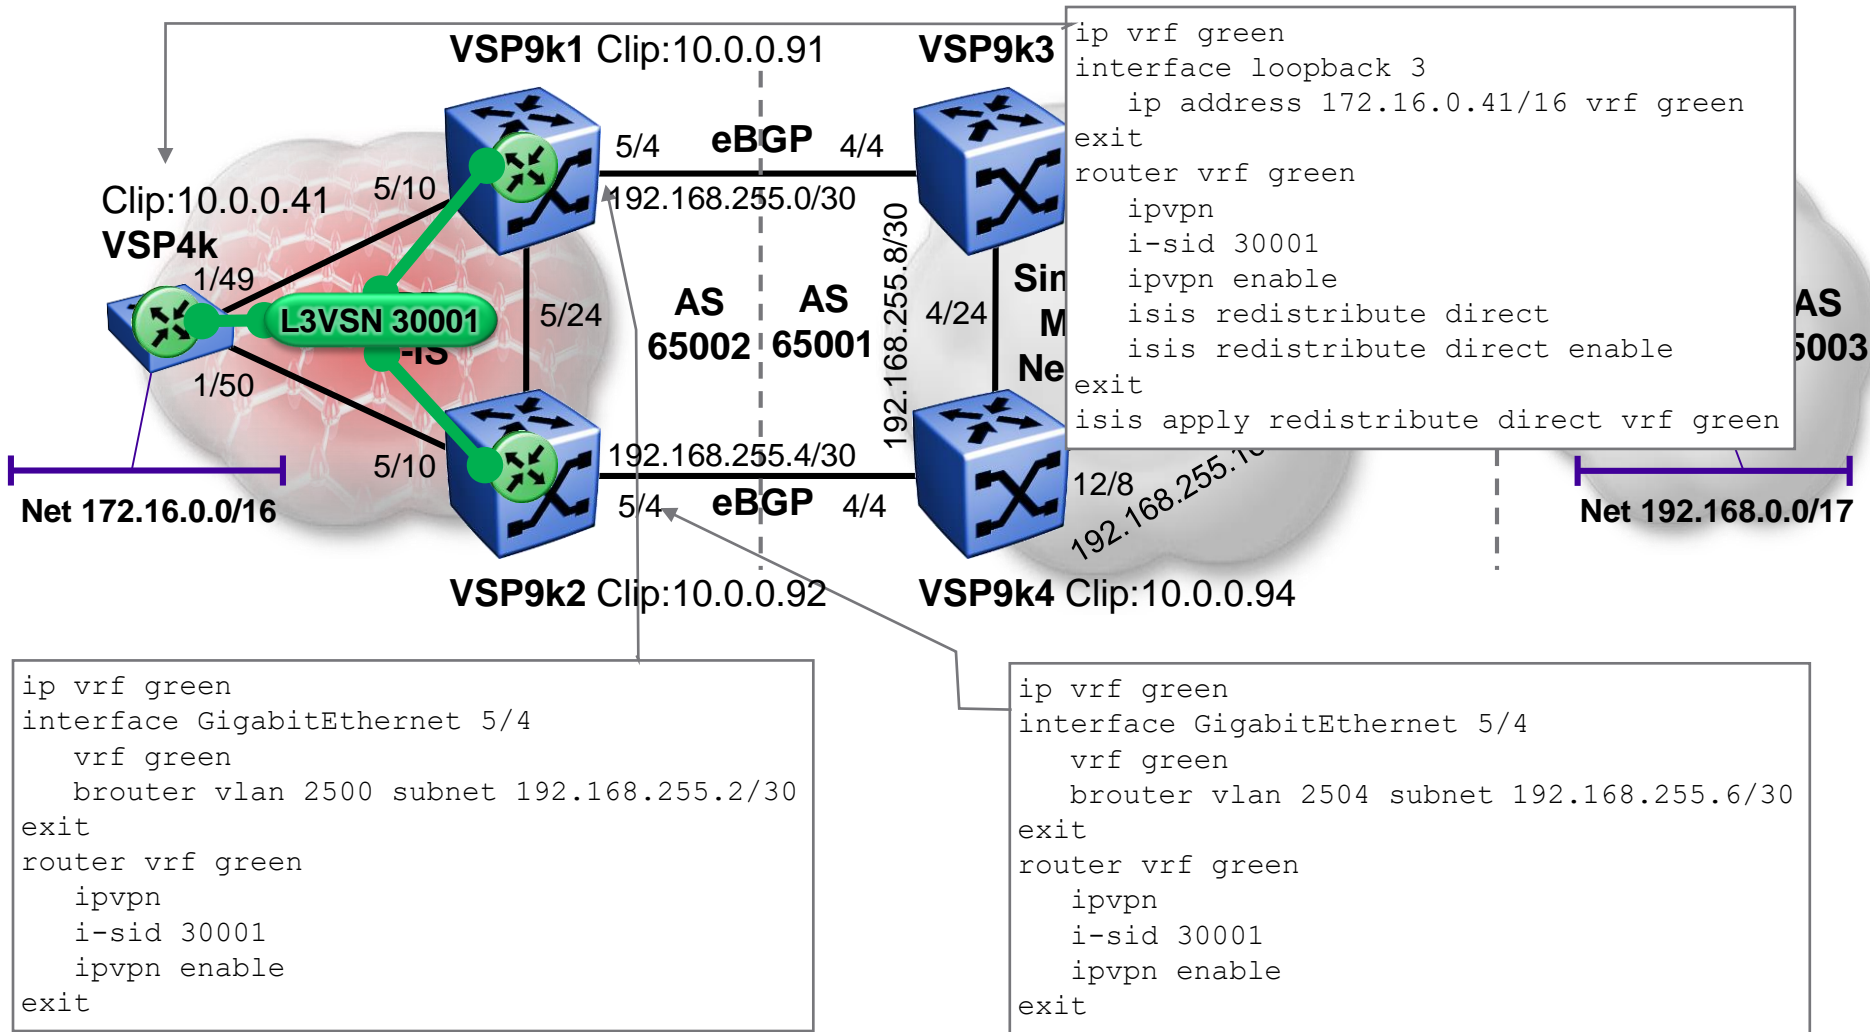 VSP9k1 Clip:10.0.0.91
VSP9k3
ip vrf green
interface loopback 3
ip address 172.16.0.41/16 vrf green
exit
router vrf green
ipvpn
i-sid 30001
ipvpn enable
isis redistribute direct
isis redistribute direct enable
exit
isis apply redistribute direct vrf green
5/4 eBGP 4/4
192.168.255.0/30
Clip:10.0.0.41
VSP4k
5/10
1/49
L3VSN 30001
-IS
5/24
1/50
5/10
AS
65002
AS
65001
192.168.255.8/30
4/24
AS
5003
192.168.255.4/30
5/4 eBGP 4/4
12/8
Net 172.16.0.0/16
Net 192.168.0.0/17
VSP9k2 Clip:10.0.0.92
VSP9k4 Clip:10.0.0.94
ip vrf green
interface GigabitEthernet 5/4
vrf green
brouter vlan 2500 subnet 192.168.255.2/30
exit
router vrf green
ipvpn
i-sid 30001
ipvpn enable
exit
ip vrf green
interface GigabitEthernet 5/4
vrf green
brouter vlan 2504 subnet 192.168.255.6/30
exit
router vrf green
ipvpn
i-sid 30001
ipvpn enable
exit